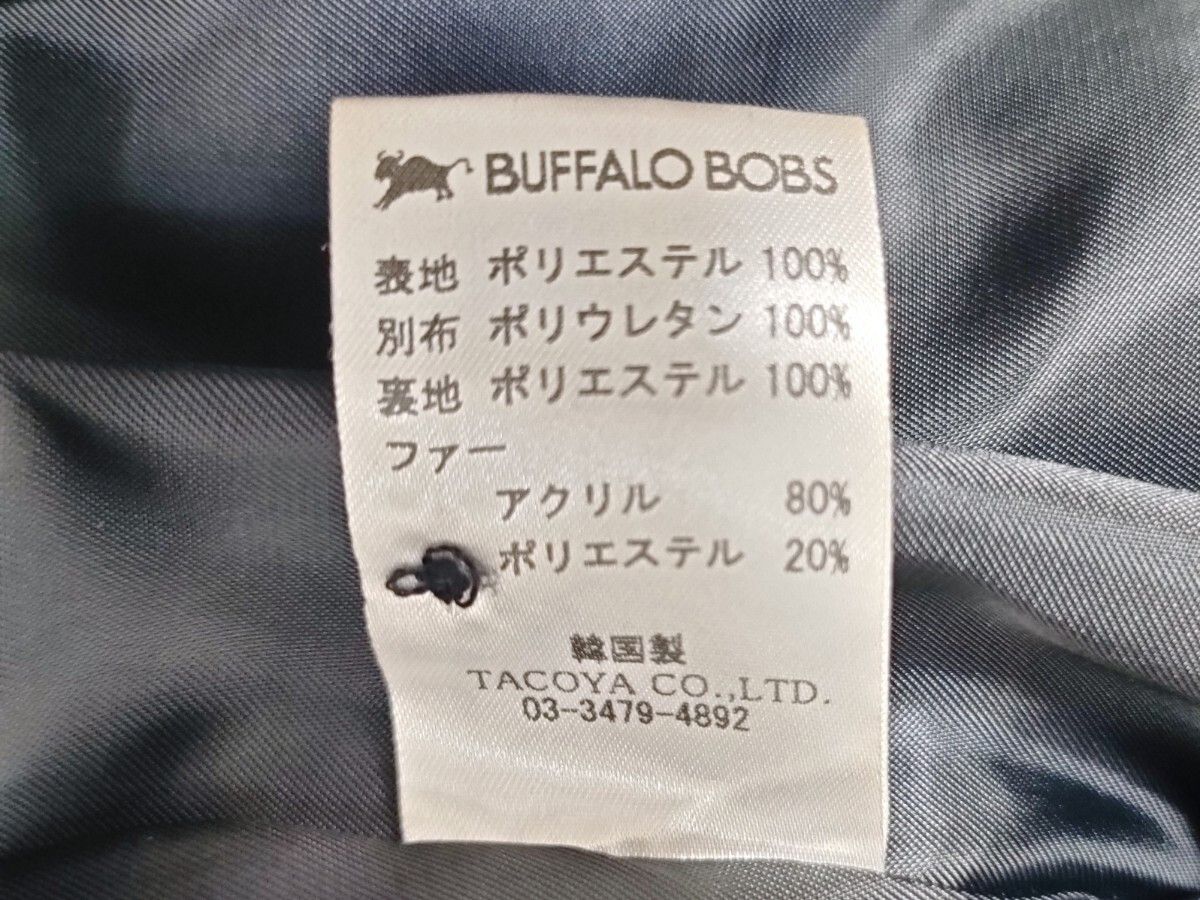 BUFFALO BOBS
表地 ポリエステル 100%
別布 ポリウレタン 100%
裏地 ポリエステル 100%
ファー
アクリル 80%
ポリエステル 20%
韓国製
TACOYA CO.,LTD.
03-3479-4892